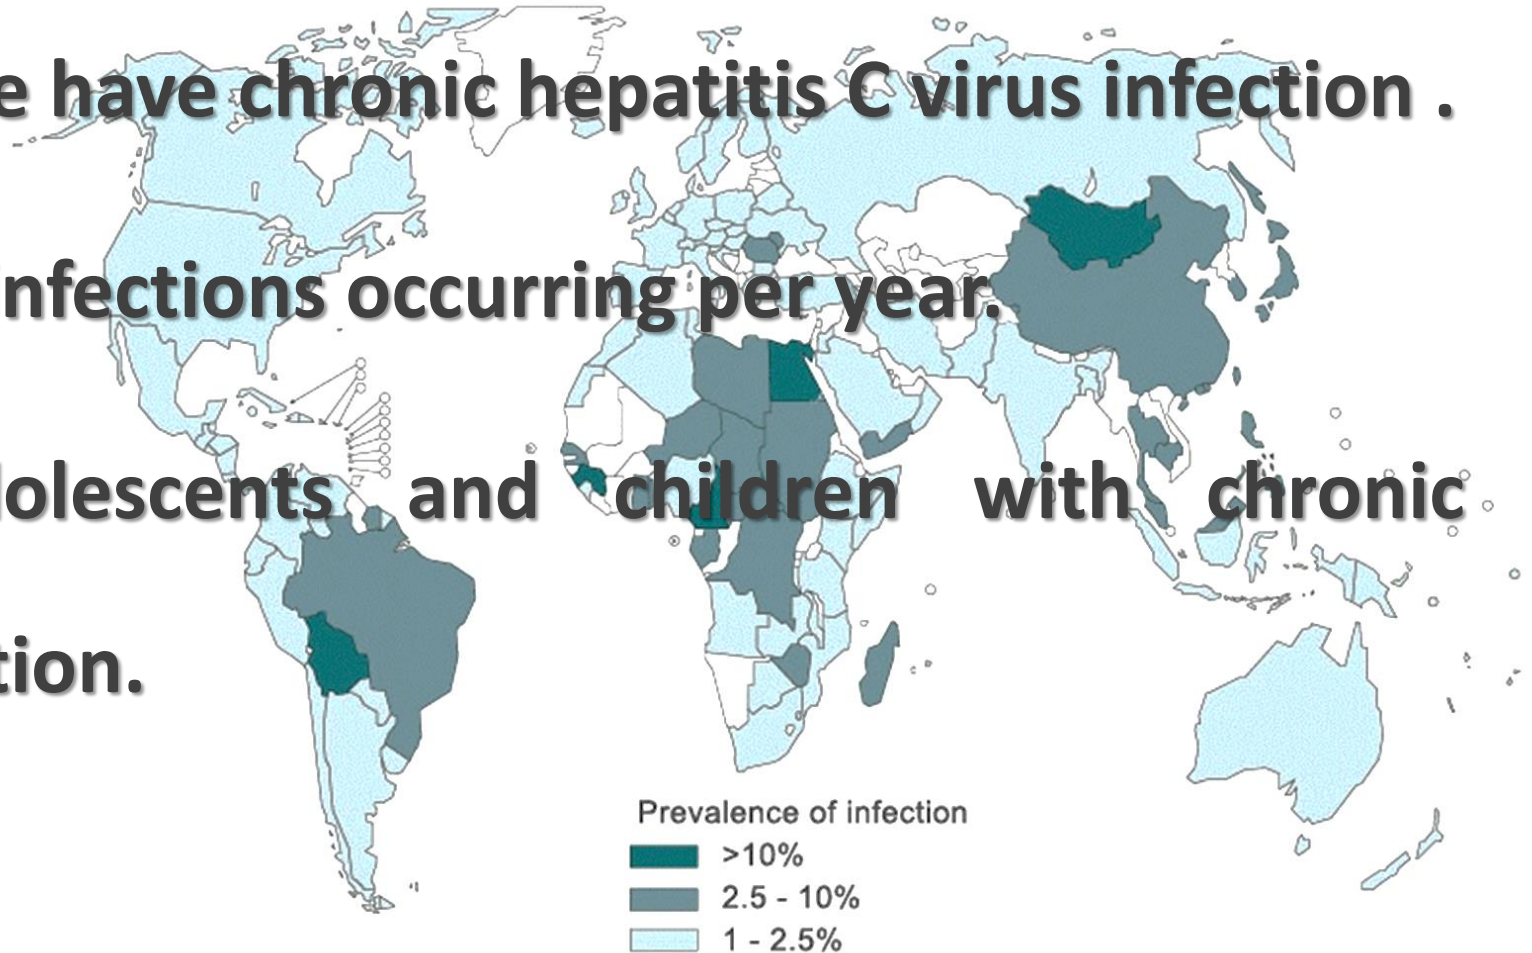 e have chronic hepatitis C virus infection .
nfections occurring per year.
olescents and children with chronic
tion.
Prevalence of infection
>10%
2.5 - 10%
1 - 2.5%